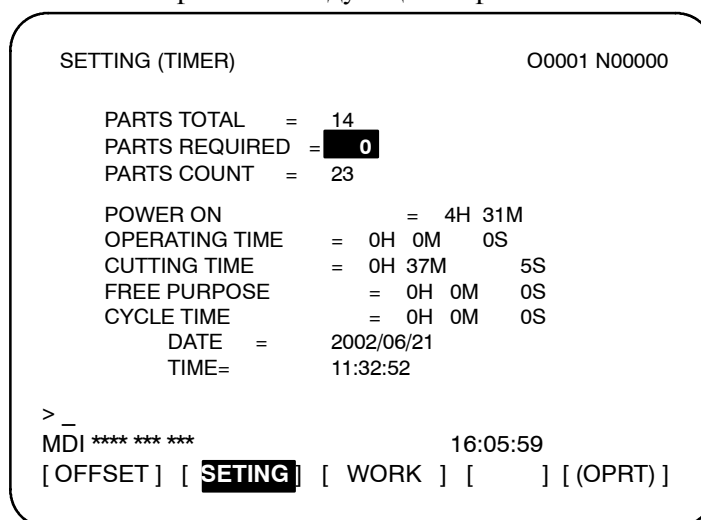 SETTING (TIMER) O0001 N00000
PARTS TOTAL = 14
PARTS REQUIRED = 0
PARTS COUNT = 23
POWER ON = 4H 31M
OPERATING TIME = 0H 0M 0S
CUTTING TIME = 0H 37M 5S
FREE PURPOSE = 0H 0M 0S
CYCLE TIME = 0H 0M 0S
DATE = 2002/06/21
TIME= 11:32:52
> _
MDI **** *** *** 16:05:59
[ OFFSET ] [ SETING ] [ WORK ] [ ] [ (OPRT) ]